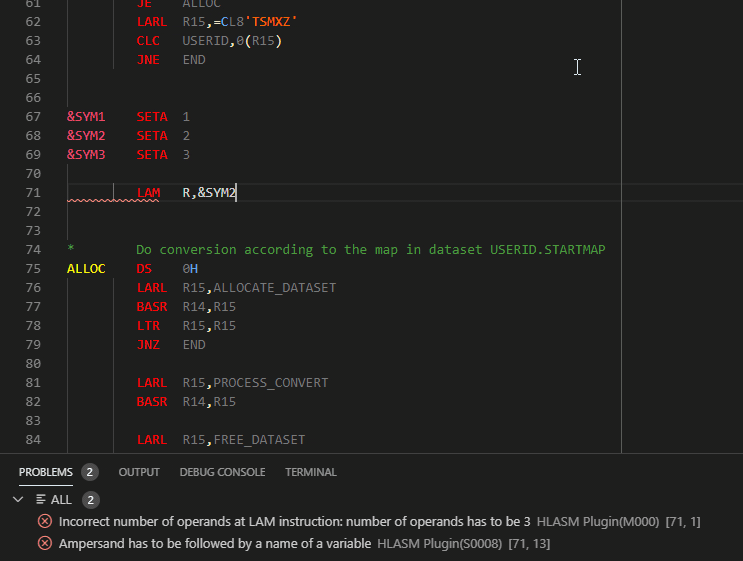 61 JE ALLOC
62 LARL R15,=CL8'TSMXZ'
63 CLC USERID,0(R15)
64 JNE END
65
66
67 &SYM1 SETA 1
68 &SYM2 SETA 2
69 &SYM3 SETA 3
70
71 LAM R,&SYM2
72
73
74 * Do conversion according to the map in dataset USERID.STARTMAP
75 ALLOC DS 0H
76 LARL R15,ALLOCATE_DATASET
77 BASR R14,R15
78 LTR R15,R15
79 JNZ END
80
81 LARL R15,PROCESS_CONVERT
82 BASR R14,R15
83
84 LARL R15,FREE_DATASET
PROBLEMS 2 OUTPUT DEBUG CONSOLE TERMINAL
ALL 2
Incorrect number of operands at LAM instruction: number of operands has to be 3 HLASM Plugin(M000) [71, 1]
Ampersand has to be followed by a name of a variable HLASM Plugin(S0008) [71, 13]